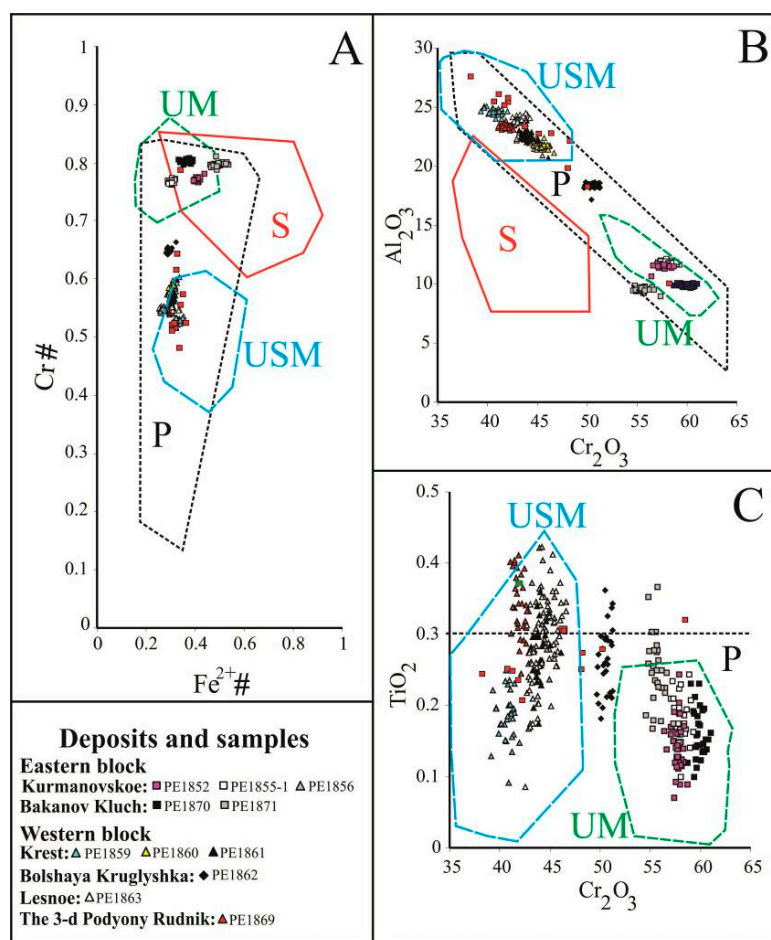 A
1
0.9
0.8
0.7
0.6
0.5
0.4
0.3
0.2
0.1
0 0.2 0.4 0.6 0.8 1
Cr#
Fe2+#
UM
S
USM
P
B
30
25
20
15
10
5
0
35 40 45 50 55 60 65
Al2O3
Cr2O3
USM
P
S
UM
C
0.5
0.4
0.3
0.2
0.1
0
35 40 45 50 55 60 65
TiO2
Cr2O3
USM
P
UM
Deposits and samples
Eastern block
Kurmanovskoe: PE1852 PE1855-1 PE1856
Bakanov Kluch: PE1870 PE1871
Western block
Krest: PE1859 PE1860 PE1861
Bolshaya Kruglyshka: PE1862
Lesnoe: PE1863
The 3-d Podyony Rudnik: PE1869